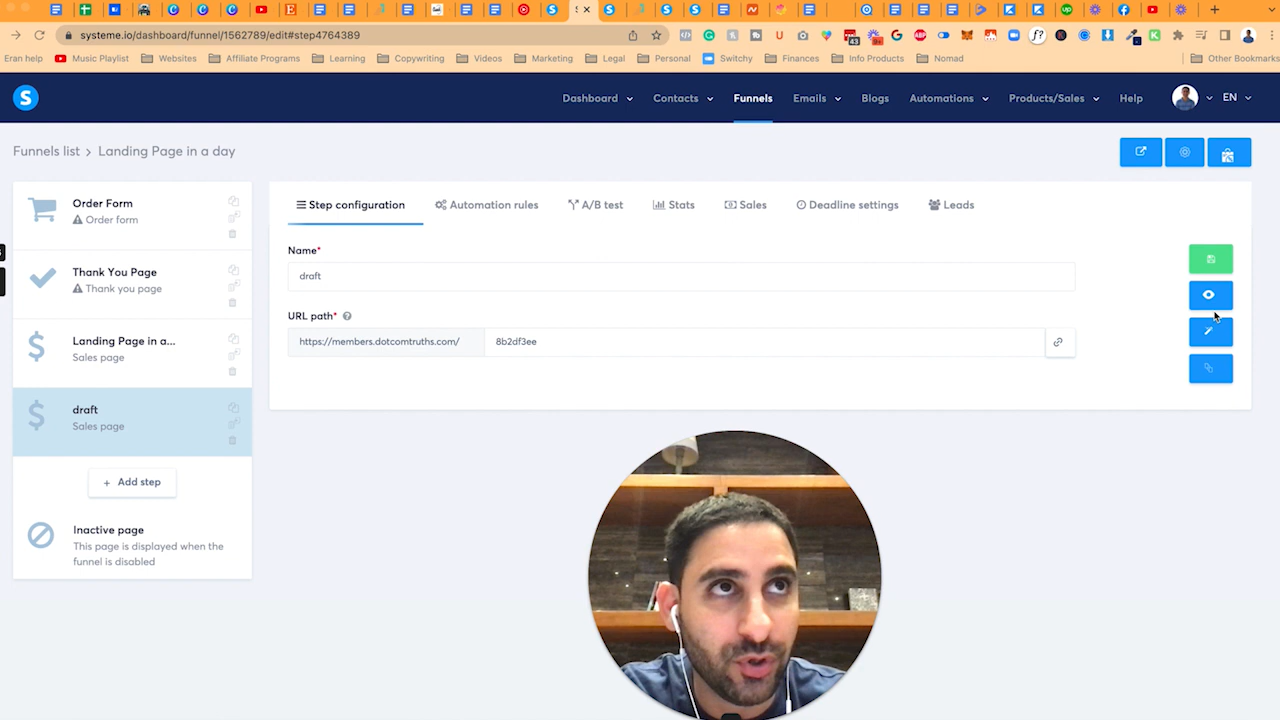 systeme.io/dashboard/funnel/1562789/edit#step4764389
Eran help
Music Playlist
Websites
Affiliate Programs
Learning
Copywriting
Videos
Marketing
Legal
Personal
Switchy
Finances
Info Products
Nomad
Other Bookmarks
S
Dashboard
Contacts
Funnels
Emails
Blogs
Automations
Products/Sales
Help
EN
Funnels list > Landing Page in a day
Order Form
Order form
Thank You Page
Thank you page
Landing Page in a...
Sales page
draft
Sales page
+ Add step
Inactive page
This page is displayed when the
funnel is disabled
Step configuration
Automation rules
A/B test
Stats
Sales
Deadline settings
Leads
Name*
draft
URL path*
https://members.dotcomtruths.com/
8b2df3ee